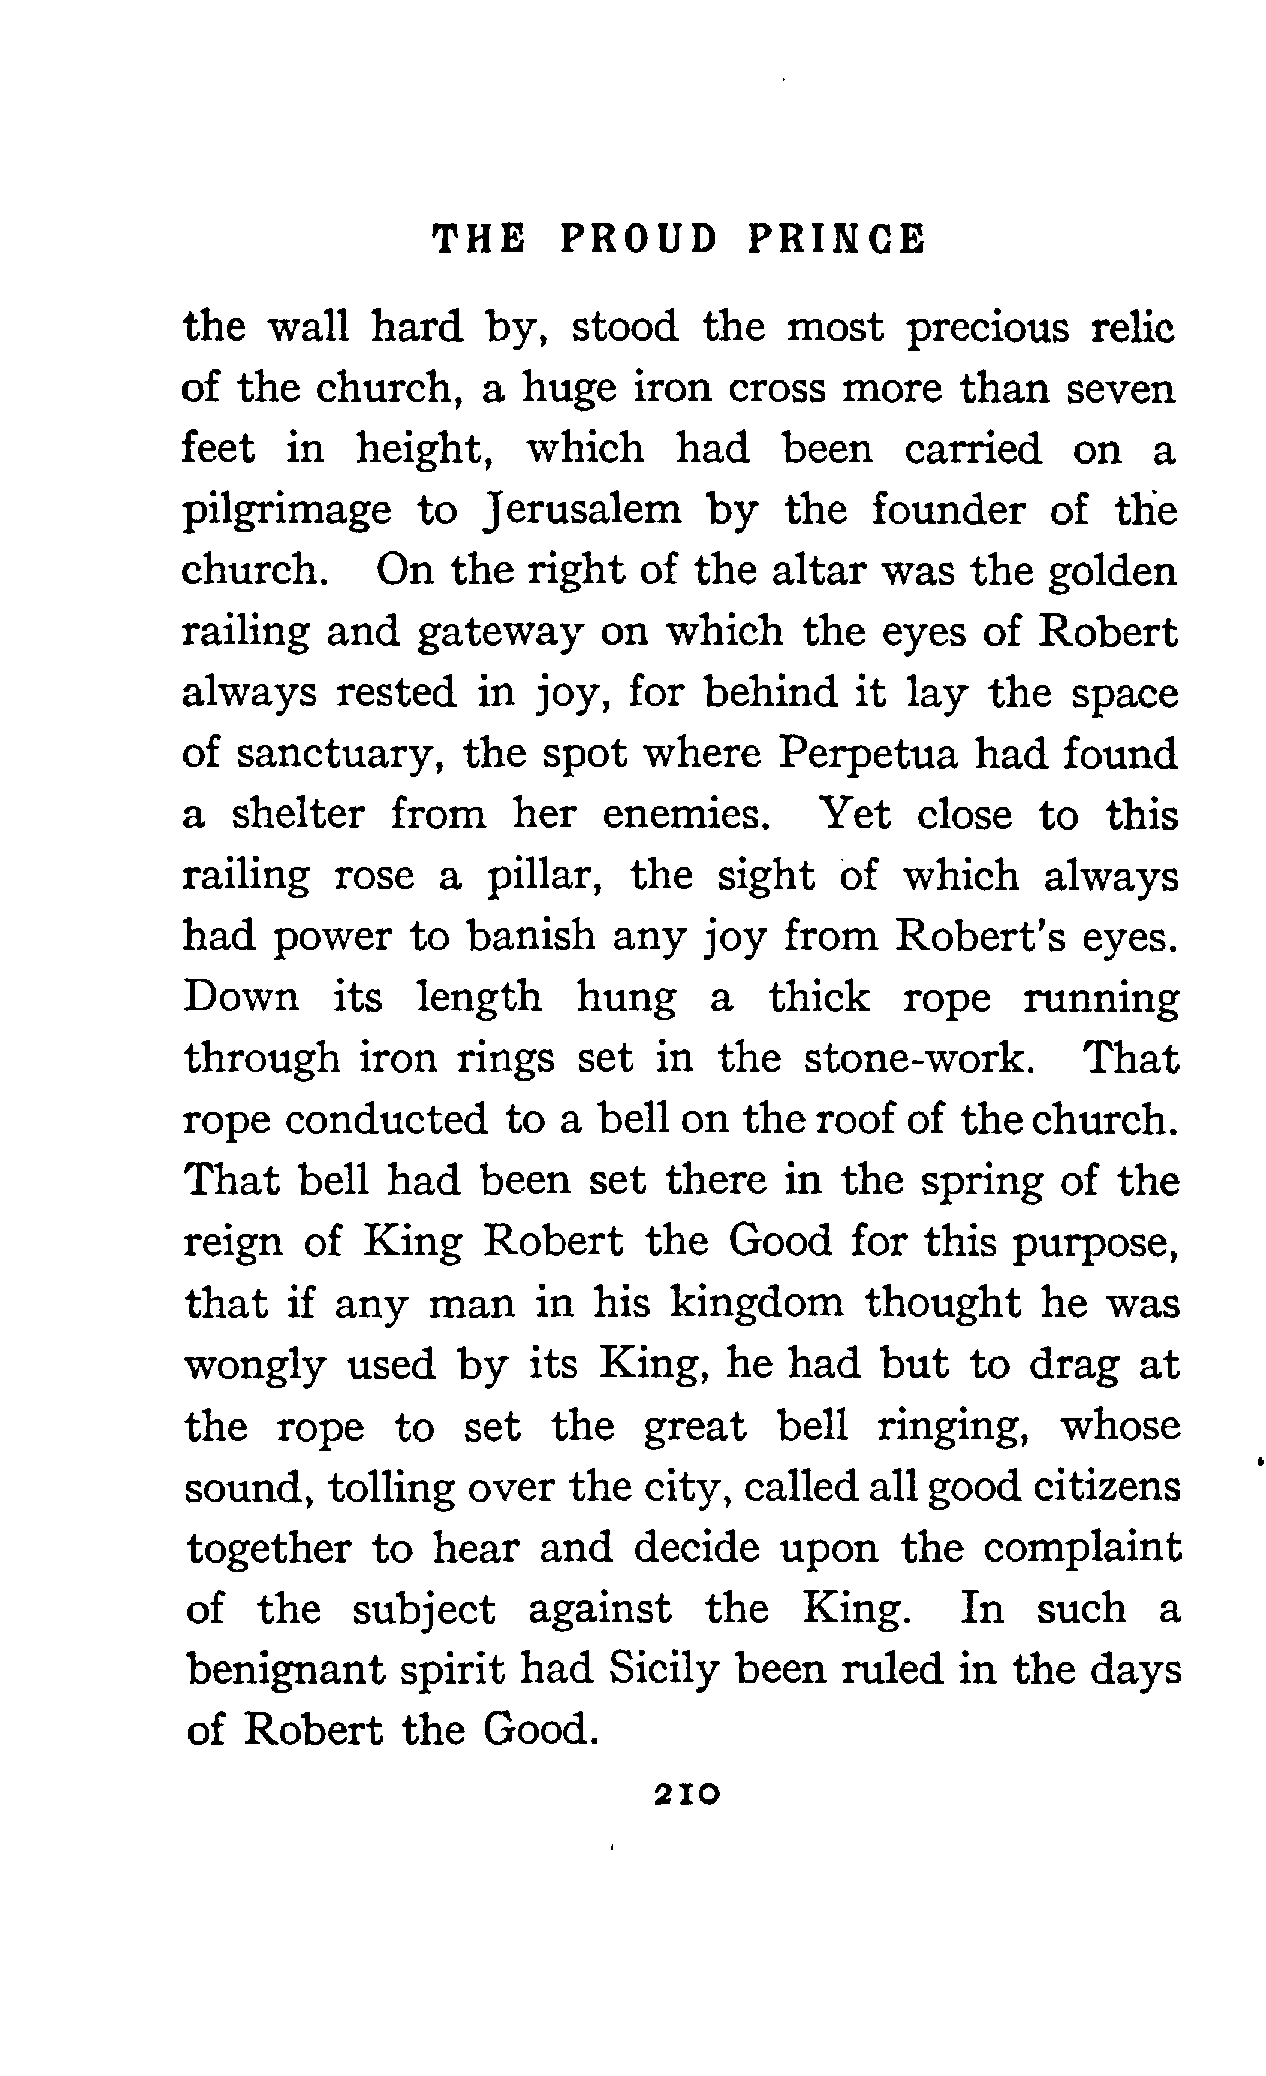 THE PROUD PRINCE
the wall hard by, stood the most precious relic
of the church, a huge iron cross more than seven
feet in height, which had been carried on a
pilgrimage to Jerusalem by the founder of the
church. On the right of the altar was the golden
railing and gateway on which the eyes of Robert
always rested in joy, for behind it lay the space
of sanctuary, the spot where Perpetua had found
a shelter from her enemies. Yet close to this
railing rose a pillar, the sight of which always
had power to banish any joy from Robert's eyes.
Down its length hung a thick rope running
through iron rings set in the stone-work. That
rope conducted to a bell on the roof of the church.
That bell had been set there in the spring of the
reign of King Robert the Good for this purpose,
that if any man in his kingdom thought he was
wongly used by its King, he had but to drag at
the rope to set the great bell ringing, whose
sound, tolling over the city, called all good citizens
together to hear and decide upon the complaint
of the subject against the King. In such a
benignant spirit had Sicily been ruled in the days
of Robert the Good.
210